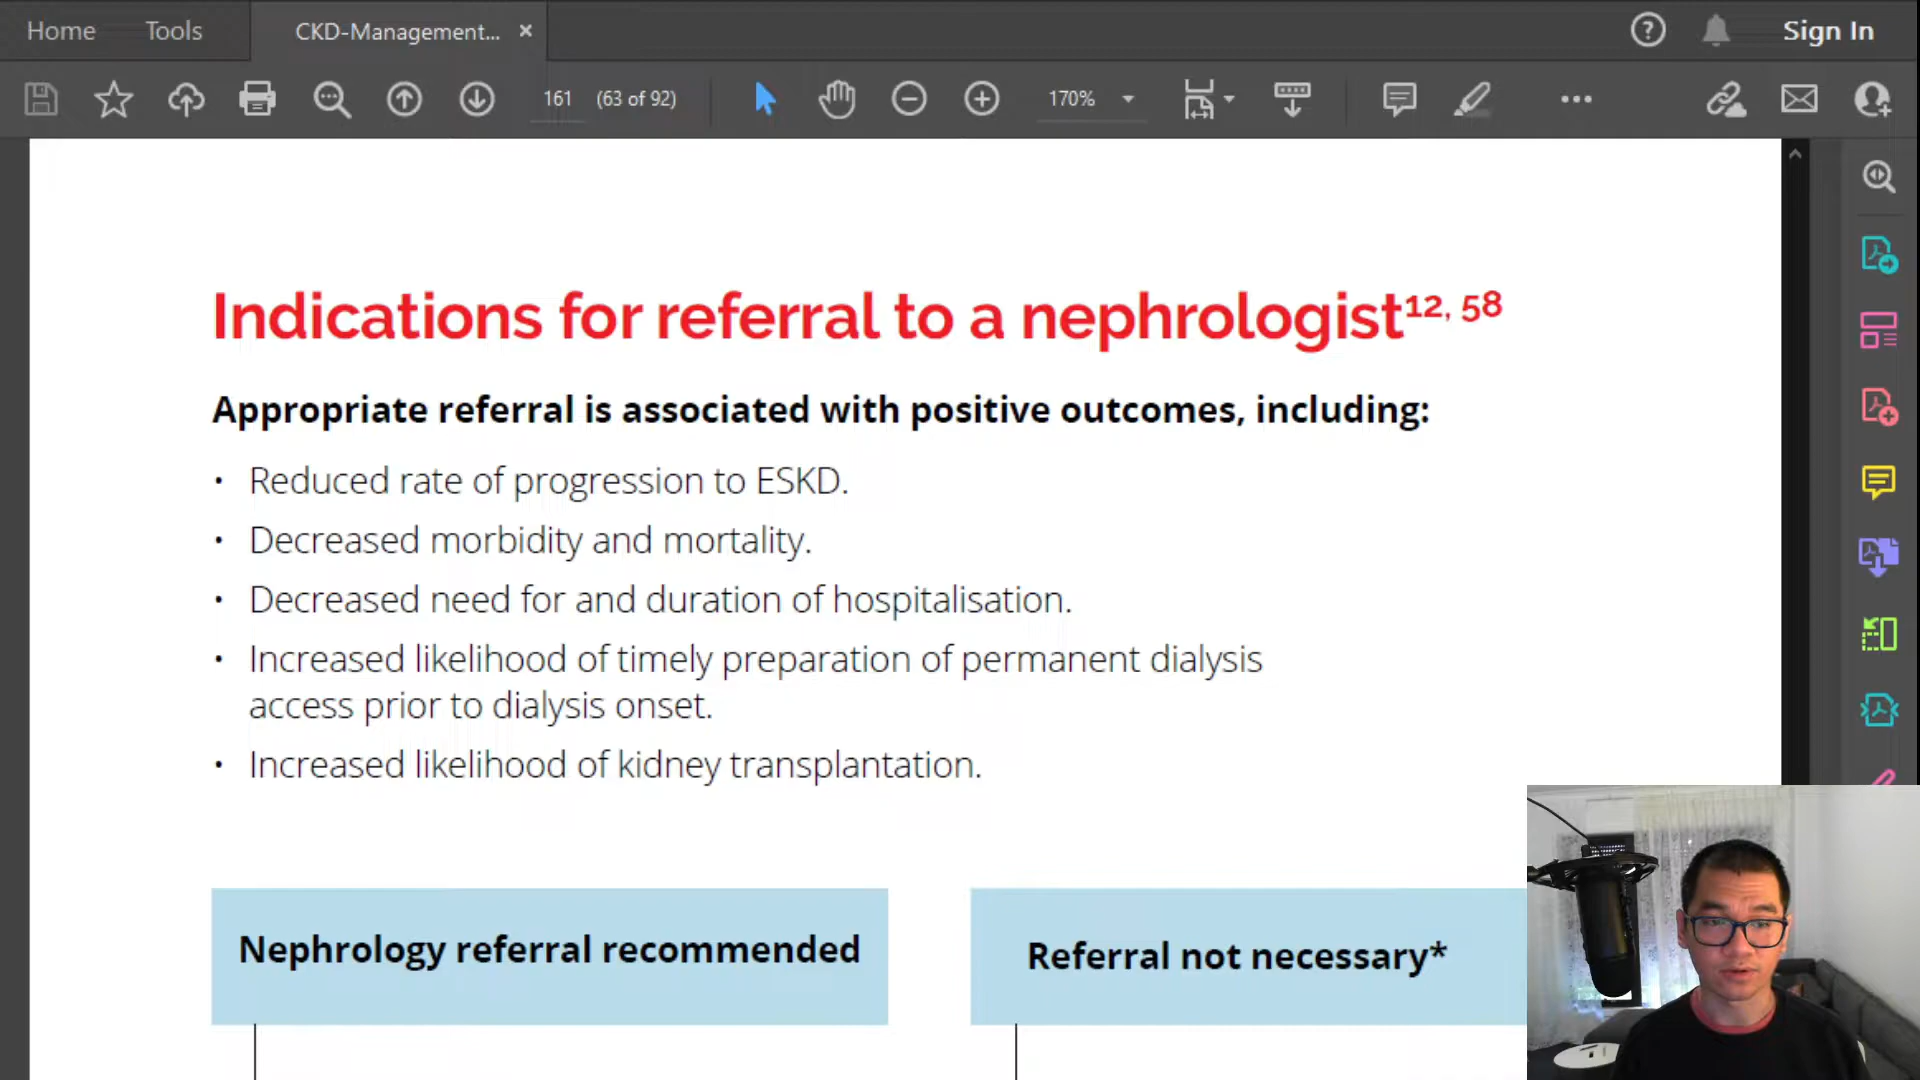 Home Tools CKD-Management... × Sign In
161 (63 of 92) 170%
Indications for referral to a nephrologist12, 58
Appropriate referral is associated with positive outcomes, including:
• Reduced rate of progression to ESKD.
• Decreased morbidity and mortality.
• Decreased need for and duration of hospitalisation.
• Increased likelihood of timely preparation of permanent dialysis
access prior to dialysis onset.
• Increased likelihood of kidney transplantation.
Nephrology referral recommended
Referral not necessary*